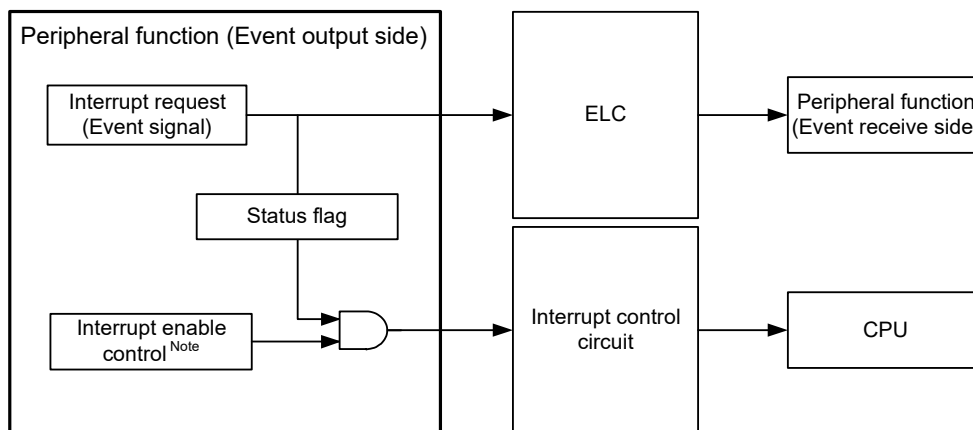 Peripheral function (Event output side)
Interrupt request
(Event signal)
ELC
Peripheral function
(Event receive side
Status flag
Interrupt enable
control Note
Interrupt control
circuit
CPU